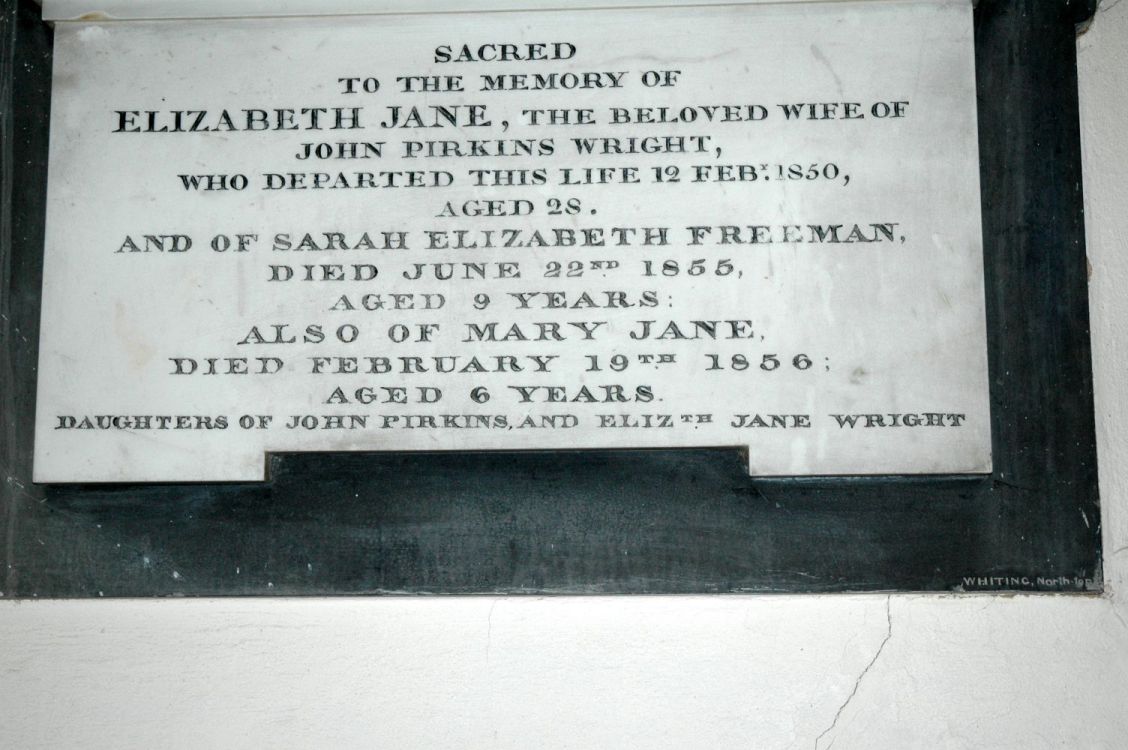 SACRED
TO THE MEMORY OF
ELIZABETH JANE, THE BELOVED WIFE OF
JOHN PIRKINS WRIGHT,
WHO DEPARTED THIS LIFE 12 FEBY. 1850,
AGED 28.
AND OF SARAH ELIZABETH FREEMAN,
DIED JUNE 22ND 1855,
AGED 9 YEARS:
ALSO OF MARY JANE,
DIED FEBRUARY 19TH 1856;
AGED 6 YEARS.
DAUGHTERS OF JOHN PIRKINS, AND ELIZTH JANE WRIGHT
WHITING,